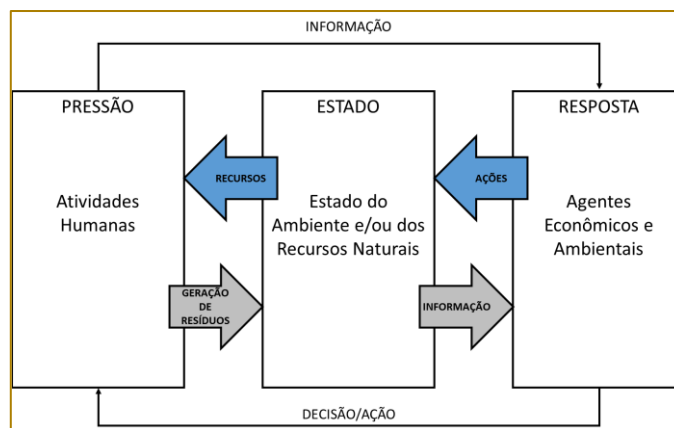 INFORMAÇÃO
PRESSÃO
ESTADO
RESPOSTA
RECURSOS
AÇÕES
Atividades
Humanas
Estado do
Ambiente e/ou dos
Recursos Naturais
Agentes
Econômicos e
Ambientais
GERAÇÃO
DE
RESÍDUOS
INFORMAÇÃO
DECISÃO/AÇÃO